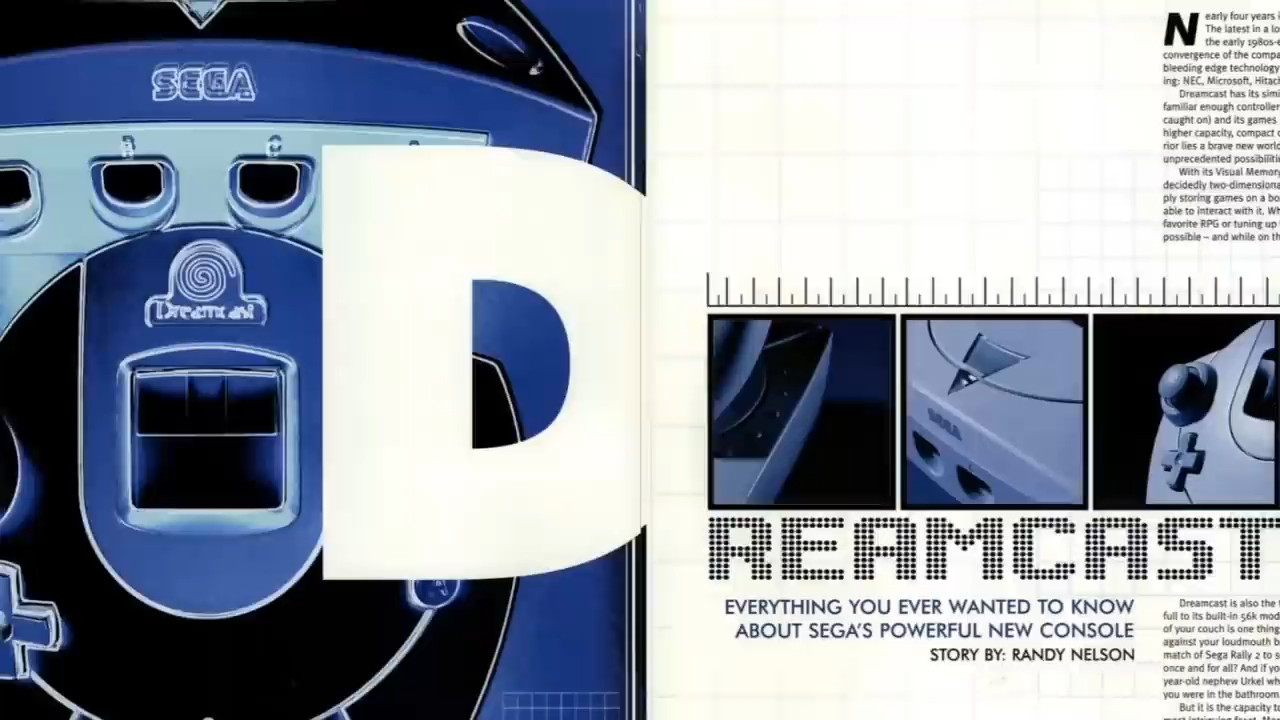 SEGA
B C
Dreamcast
D
N early four years i
The latest in a lo
the early 1980s-e
convergence of the compa
bleeding edge technology
ing: NEC, Microsoft, Hitach
Dreamcast has its simi
familiar enough controller
caught on) and its games
higher capacity, compact d
rior lies a brave new world
unprecedented possibilitie
With its Visual Memory
decidedly two-dimensiona
ply storing games on a bo
able to interact with it. Wh
favorite RPG or tuning up
possible – and while on th
SEGA
REAMCAST
EVERYTHING YOU EVER WANTED TO KNOW
ABOUT SEGA'S POWERFUL NEW CONSOLE
STORY BY: RANDY NELSON
Dreamcast is also the f
full to its built-in 56k mod
of your couch is one thing
against your loudmouth b
match of Sega Rally 2 to s
once and for all? And if yo
year-old nephew Urkel wh
you were in the bathroom
But it is the capacity to